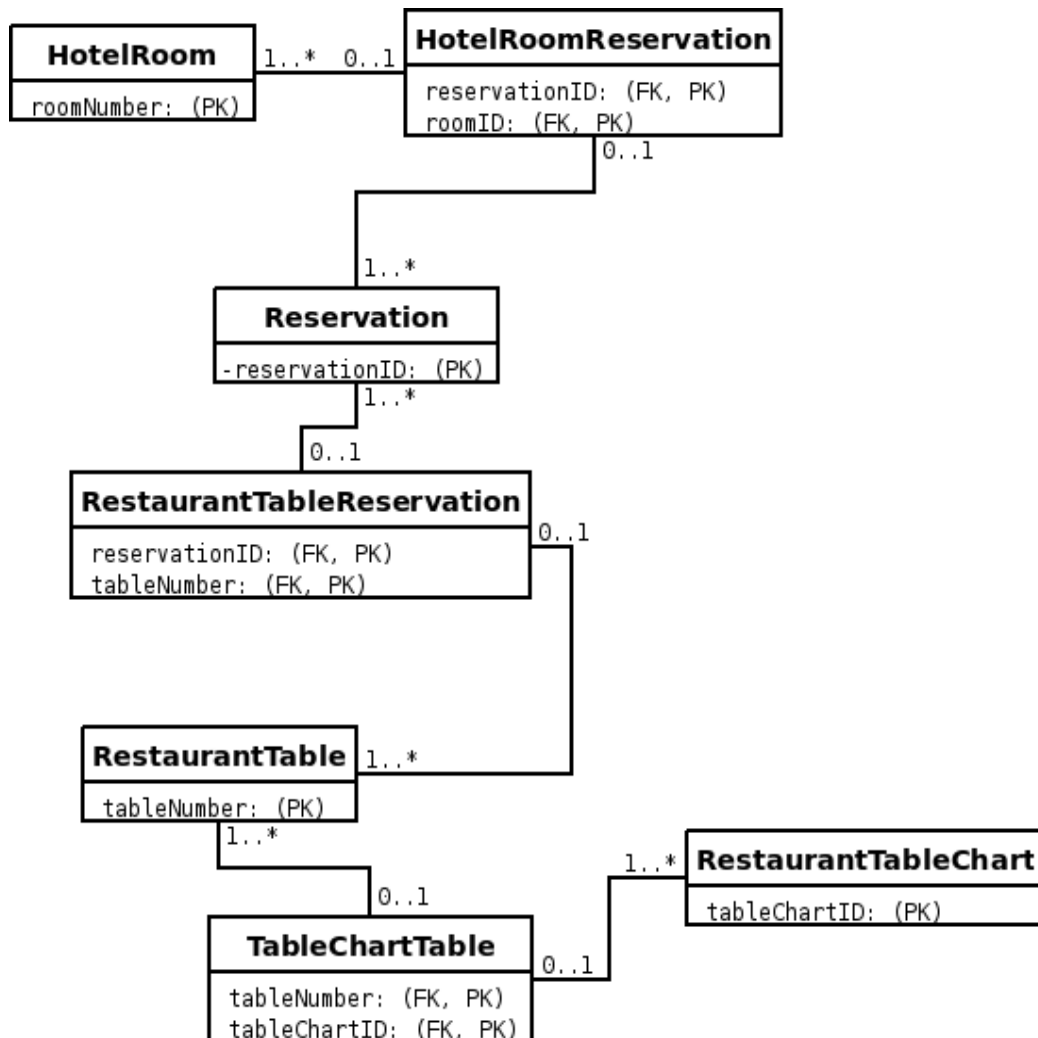 HotelRoom
roomNumber: (PK)
1..* 0..1
HotelRoomReservation
reservationID: (FK, PK)
roomID: (FK, PK)
0..1
1..*
Reservation
-reservationID: (PK)
1..*
0..1
RestaurantTableReservation
reservationID: (FK, PK)
tableNumber: (FK, PK)
0..1
RestaurantTable
tableNumber: (PK)
1..*
1..*
0..1
TableChartTable
tableNumber: (FK, PK)
tableChartID: (FK, PK)
0..1
1..*
RestaurantTableChart
tableChartID: (PK)